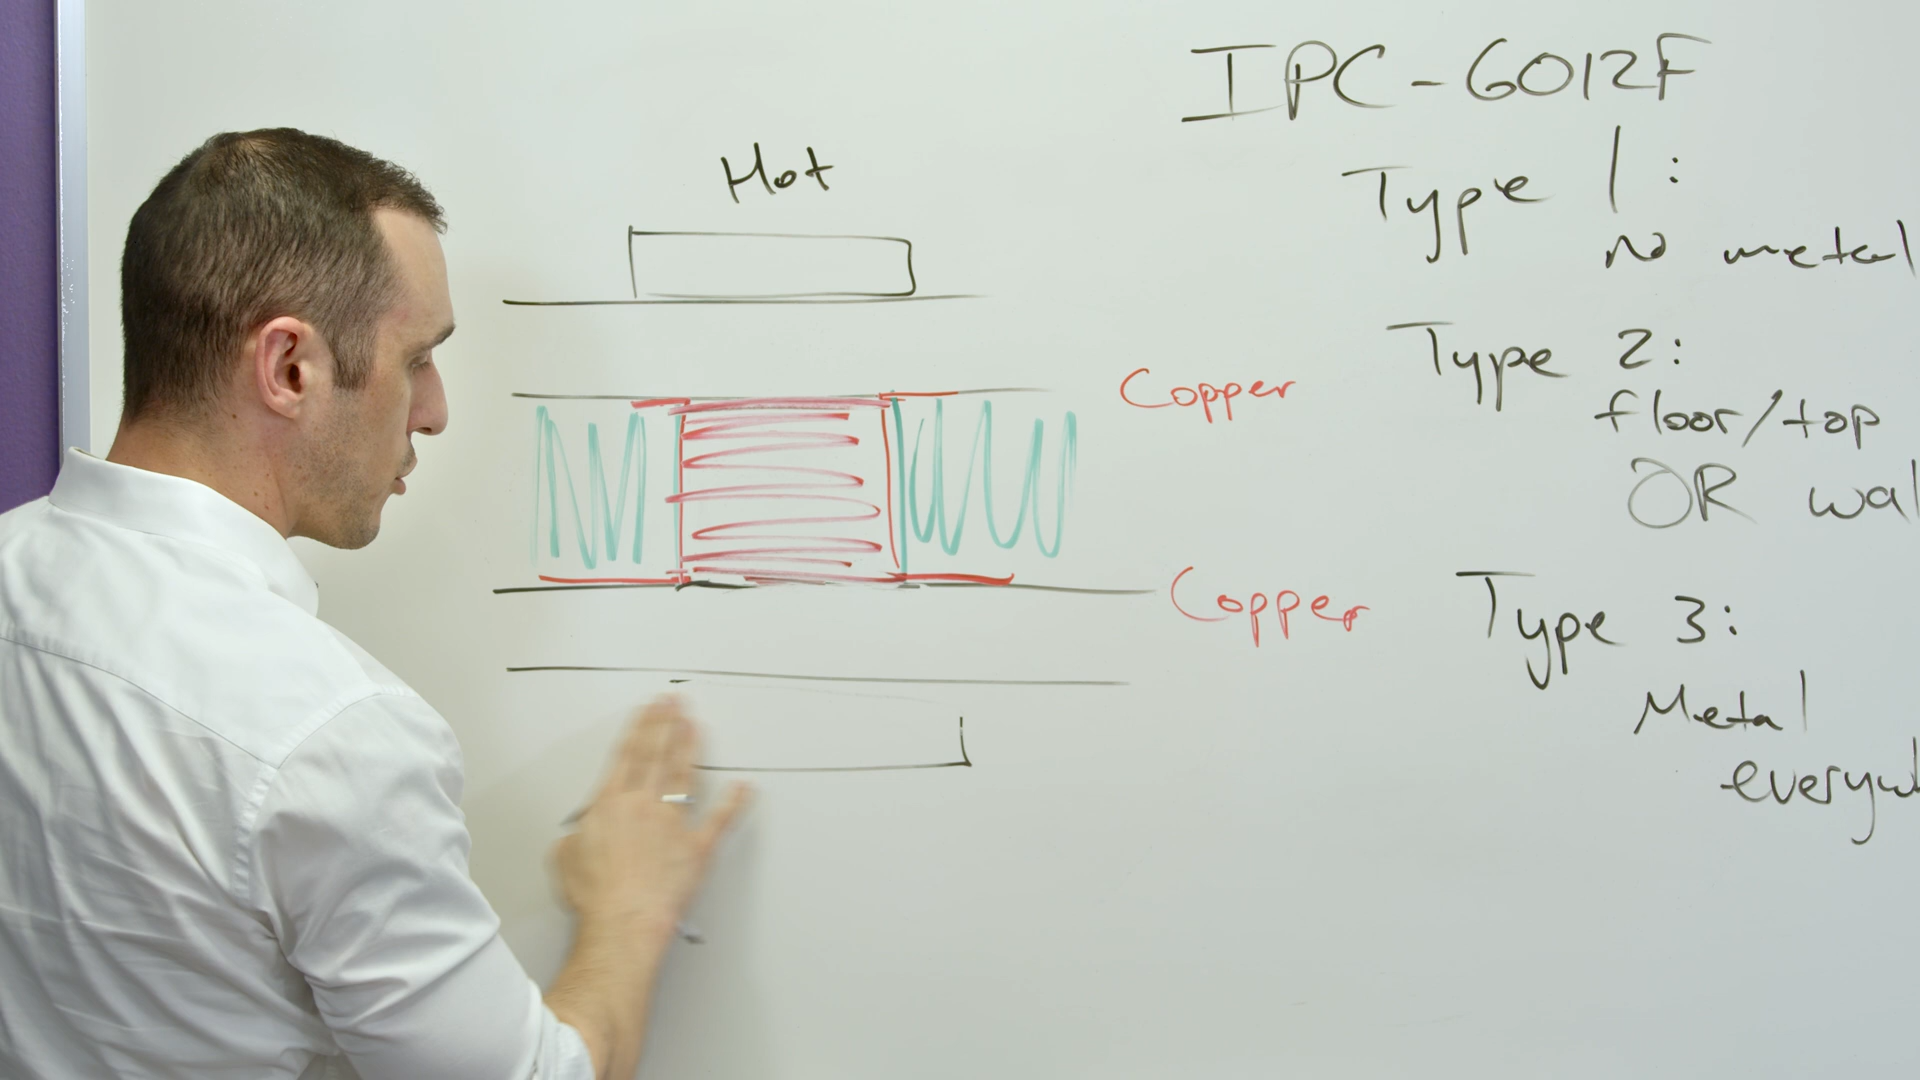 IPC-6012F
Hot
Type 1:
no metal
Type 2:
Copper
floor/top
OR
Type 3:
Copper
Metal